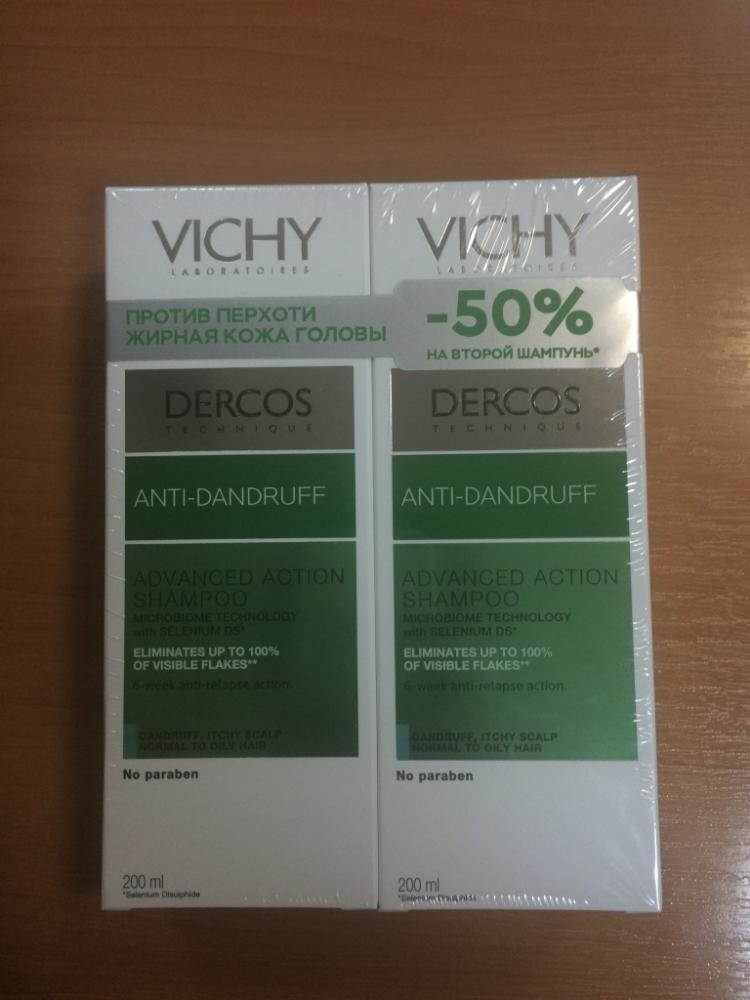 VICHY
LABORATOIRES
VICHY
LABORATOIRES
ПРОТИВ ПЕРХОТИ
ЖИРНАЯ КОЖА ГОЛОВЫ
-50%
НА ВТОРОЙ ШАМПУНЬ*
DERCOS
TECHNIQUE
ANTI-DANDRUFF
ADVANCED ACTION
SHAMPOO
MICROBIOME TECHNOLOGY
with SELENIUM DS*
ELIMINATES UP TO 100%
OF VISIBLE FLAKES**
6-week anti-relapse action.
DANDRUFF, ITCHY SCALP
NORMAL TO OILY HAIR
No paraben
200 ml
*Selenium Disulphide
DERCOS
TECHNIQUE
ANTI-DANDRUFF
ADVANCED ACTION
SHAMPOO
MICROBIOME TECHNOLOGY
with SELENIUM DS*
ELIMINATES UP TO 100%
OF VISIBLE FLAKES**
6-week anti-relapse action.
DANDRUFF, ITCHY SCALP
NORMAL TO OILY HAIR
No paraben
200 ml
*Selenium Disulphide